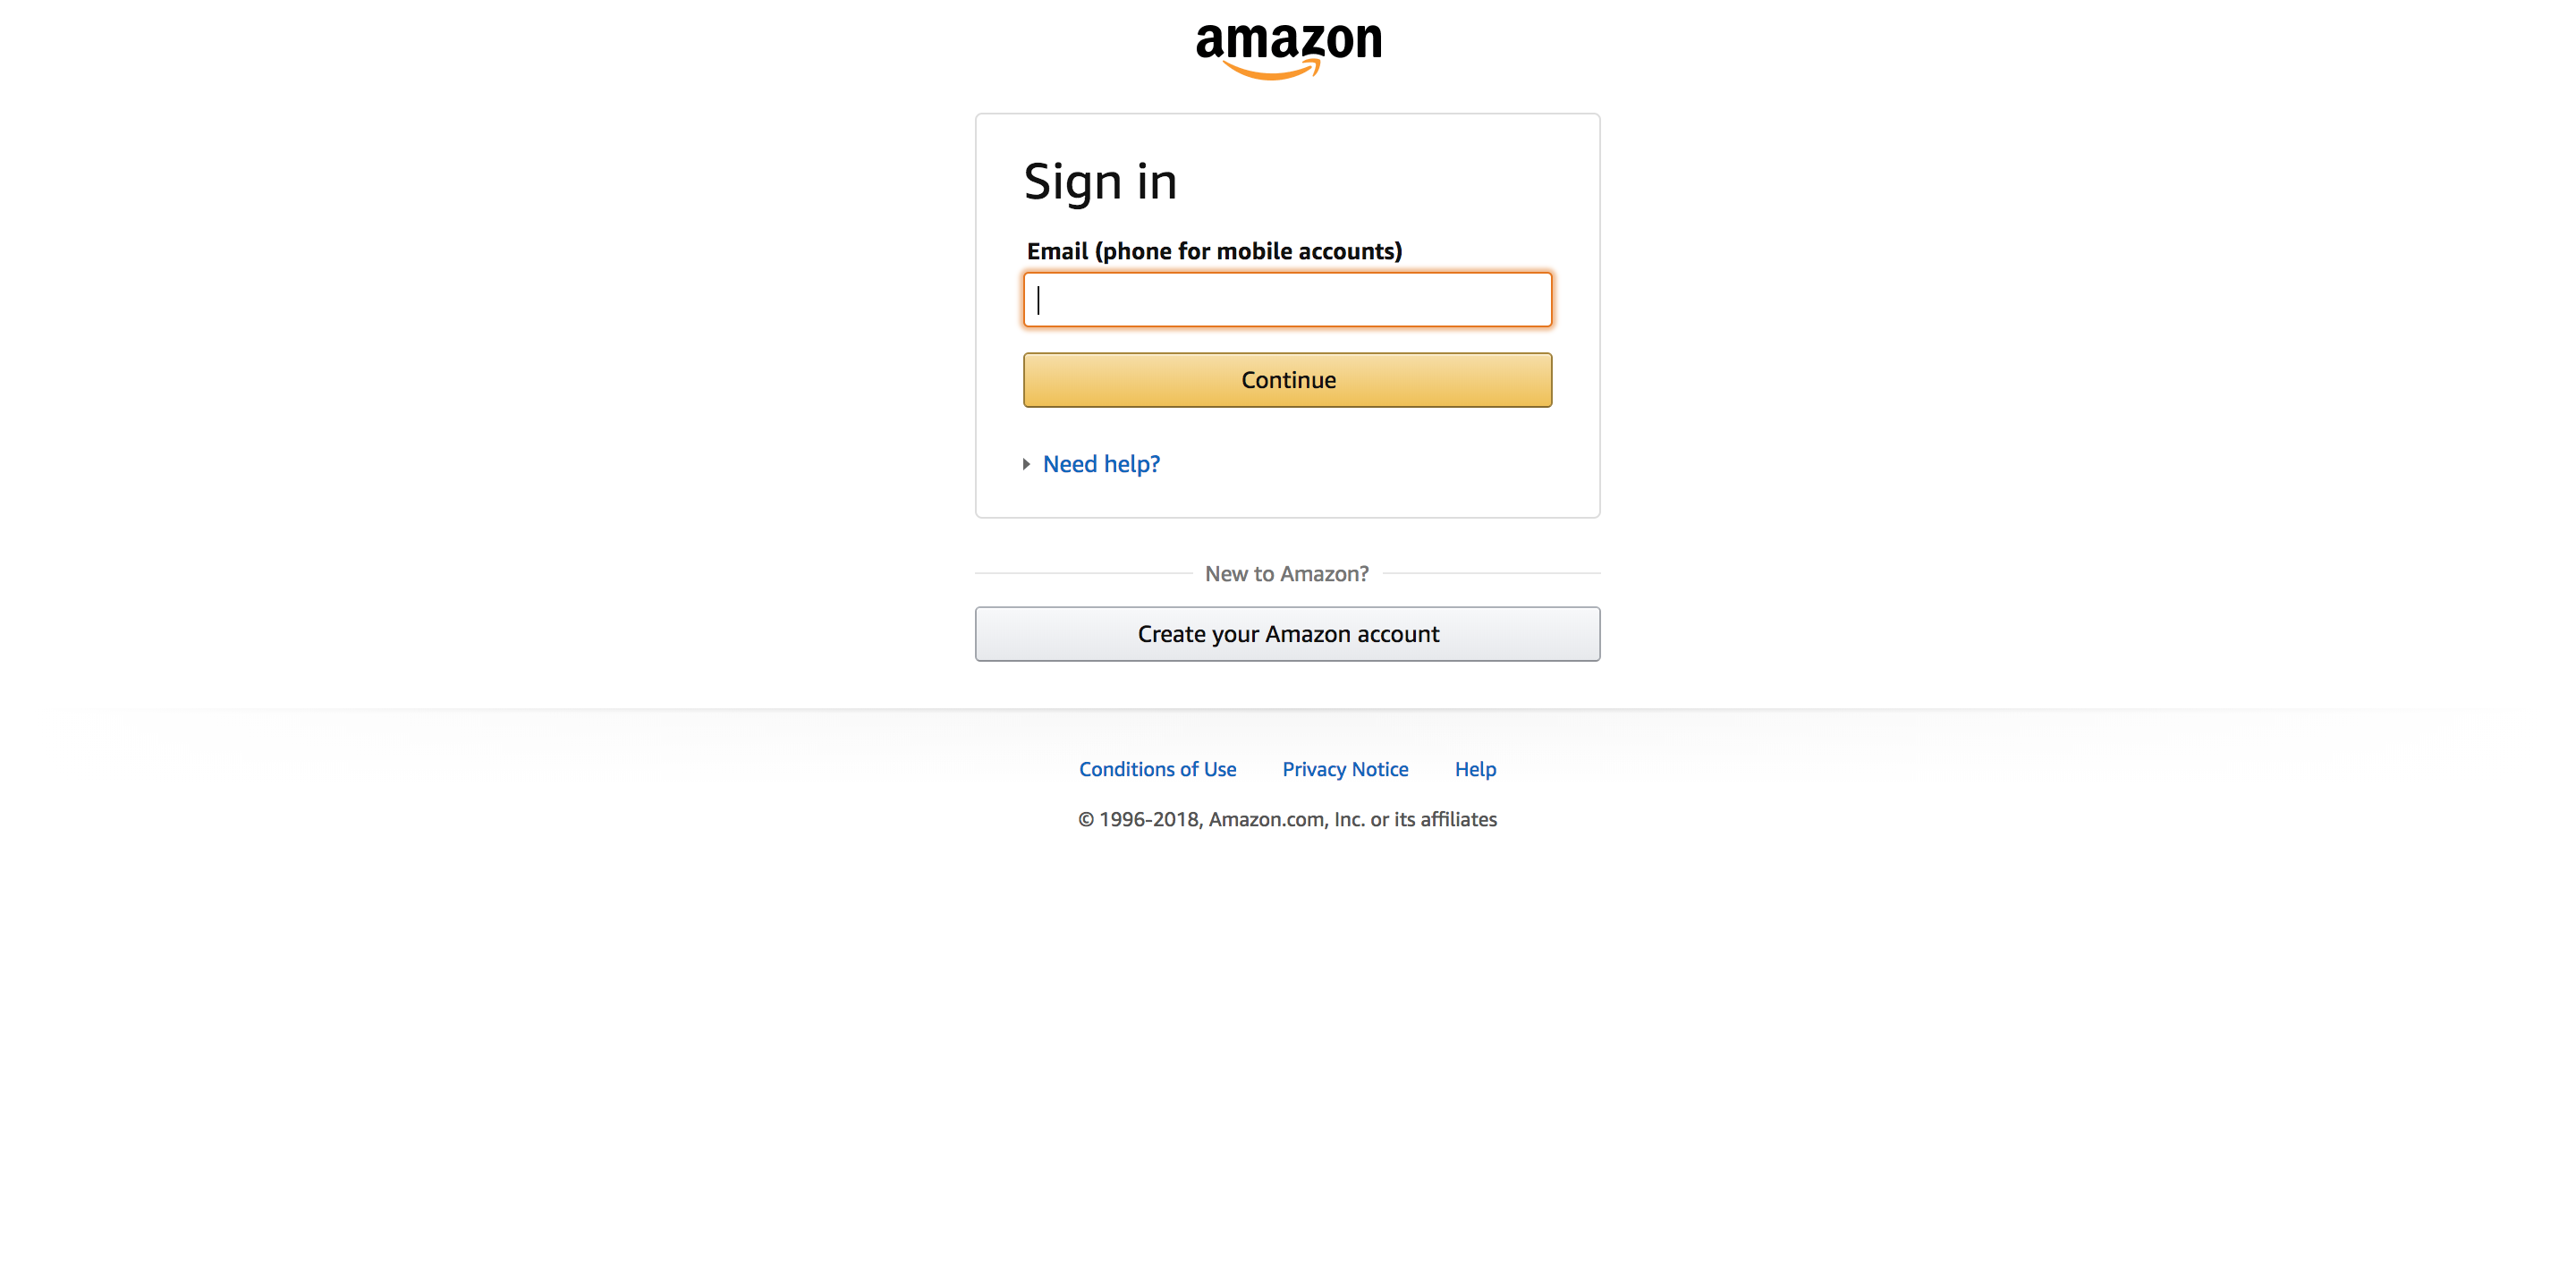 amazon
Sign in
Email (phone for mobile accounts)
Continue
Need help?
New to Amazon?
Create your Amazon account
Conditions of Use Privacy Notice Help
© 1996-2018, Amazon.com, Inc. or its affiliates